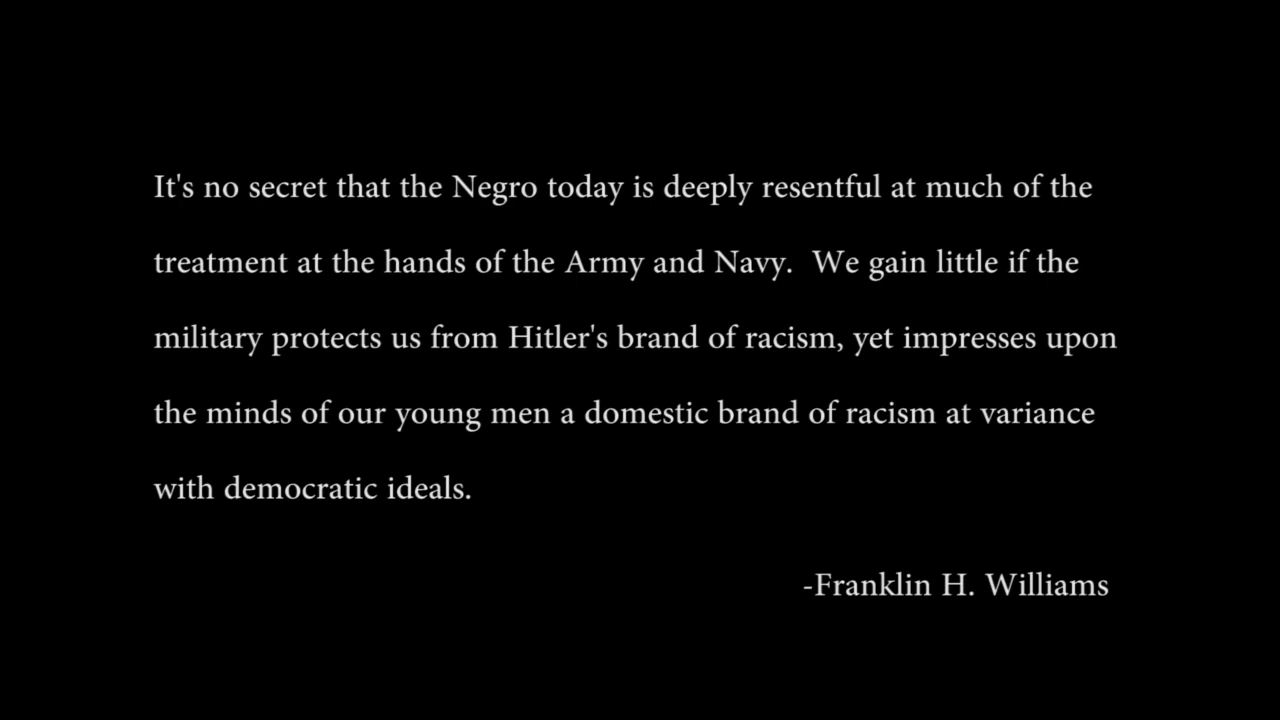 It's no secret that the Negro today is deeply resentful at much of the
treatment at the hands of the Army and Navy.  We gain little if the
military protects us from Hitler's brand of racism, yet impresses upon
the minds of our young men a domestic brand of racism at variance
with democratic ideals.
-Franklin H. Williams